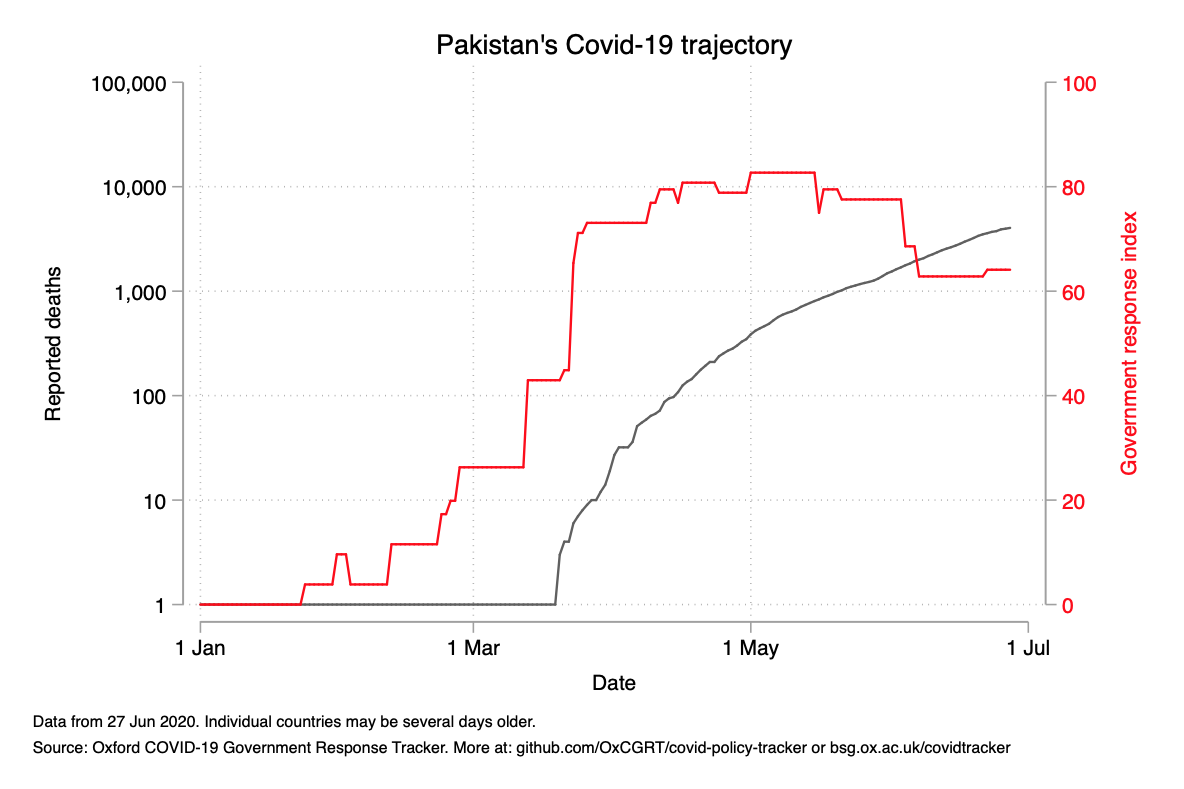 Pakistan's Covid-19 trajectory
100,000
10,000
1,000
100
10
1
Reported deaths
100
80
60
40
20
0
Government response index
1 Jan
1 Mar
1 May
1 Jul
Date
Data from 27 Jun 2020. Individual countries may be several days older.
Source: Oxford COVID-19 Government Response Tracker. More at: github.com/OxCGRT/covid-policy-tracker or bsg.ox.ac.uk/covidtracker